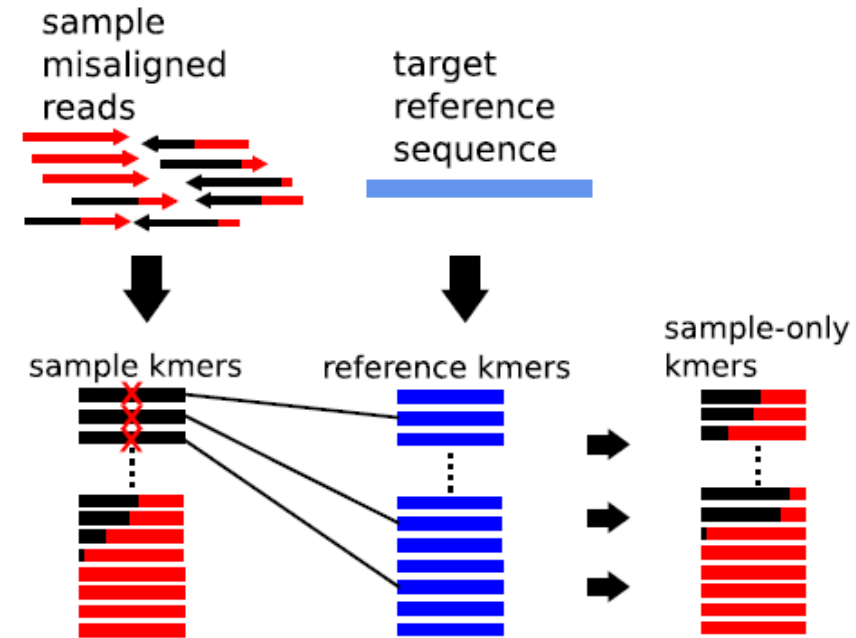 sample
misaligned
reads
target
reference
sequence
sample kmers
reference kmers
sample-only
kmers